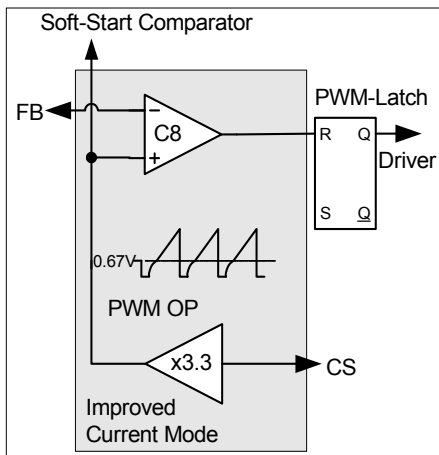 Soft-Start Comparator
FB
PWM-Latch
C8
R Q
Driver
S Q
0.67V
PWM OP
x3.3
CS
Improved
Current Mode